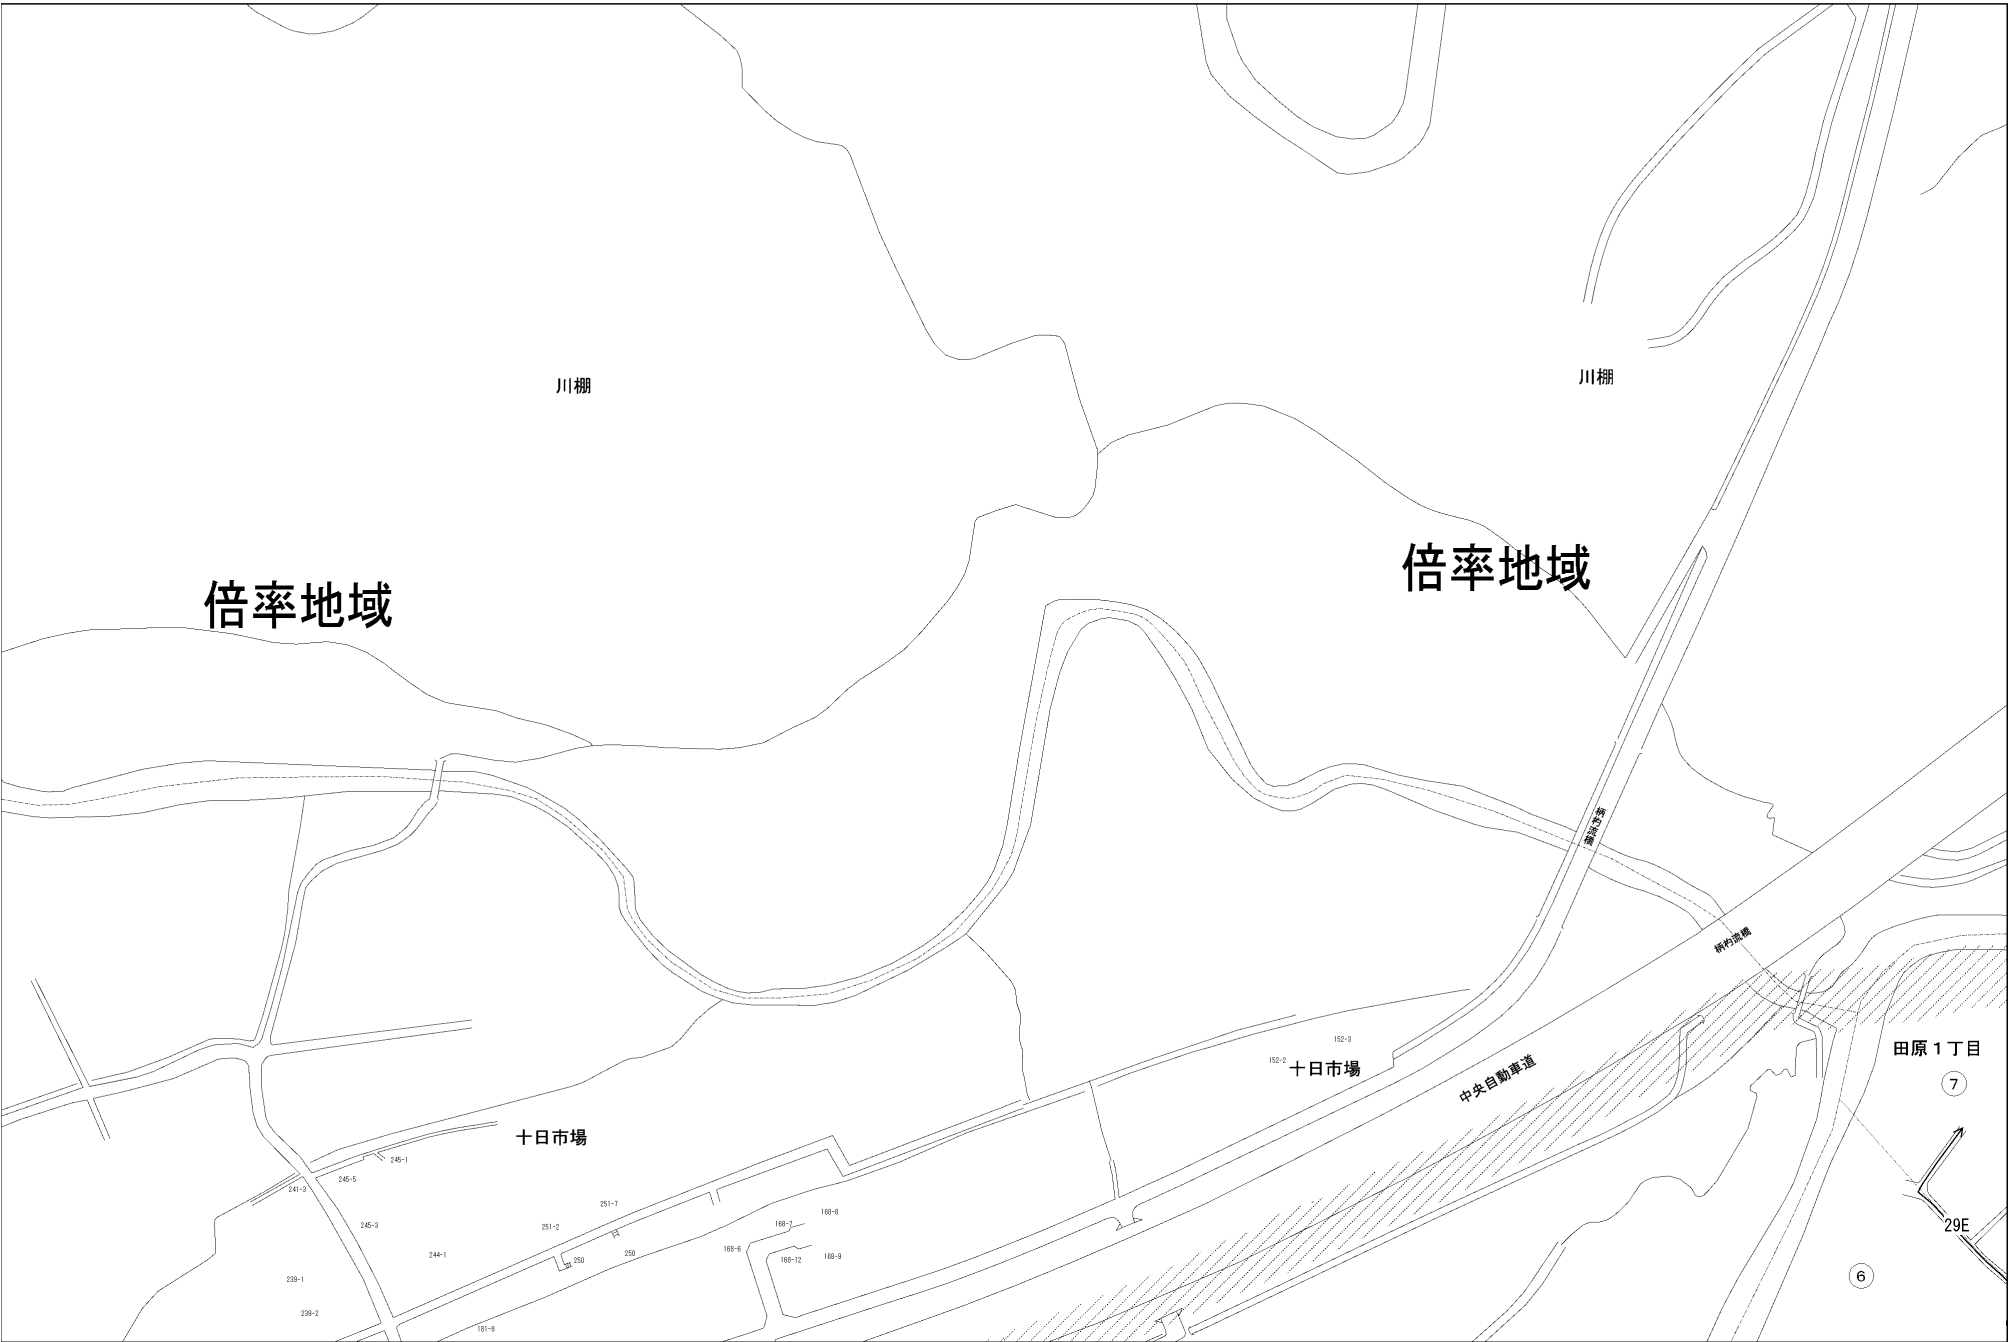 川棚
川棚
倍率地域
倍率地域
柄杓流橋
柄杓流橋
152-3
152-2
十日市場
中央自動車道
田原1丁目
⑦
十日市場
245-1
245-5
241-3
251-7
168-8
168-7
245-3
251-2
29E
244-1
250
250
168-6
168-12
168-9
239-1
⑥
239-2
181-8